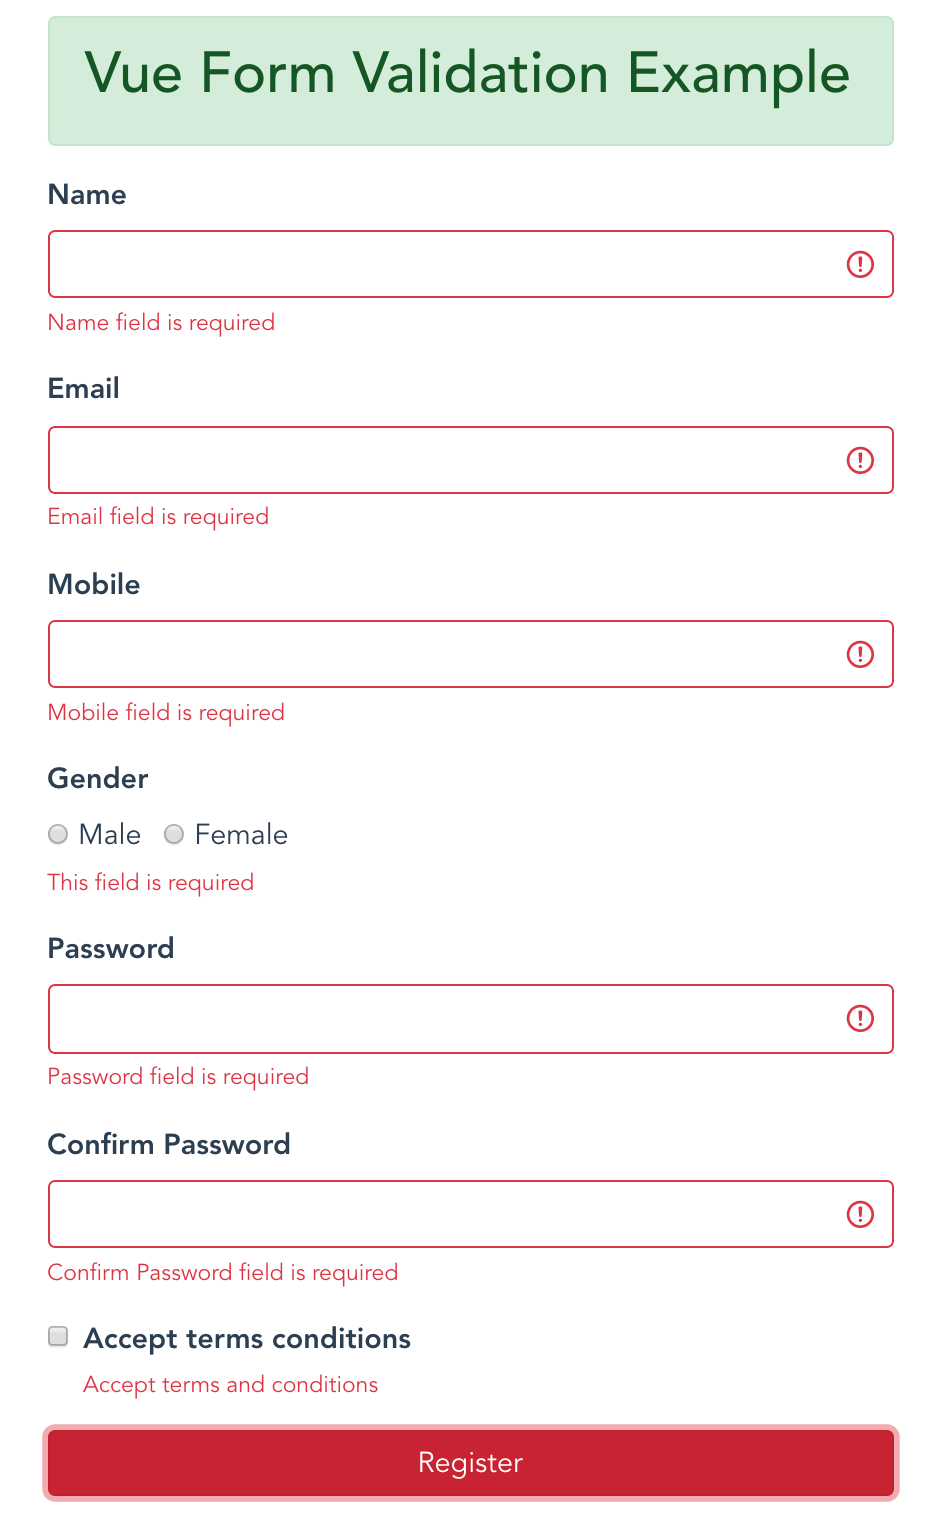 Vue Form Validation Example
Name
Name field is required
Email
Email field is required
Mobile
Mobile field is required
Gender
Male Female
This field is required
Password
Password field is required
Confirm Password
Confirm Password field is required
Accept terms conditions
Accept terms and conditions
Register